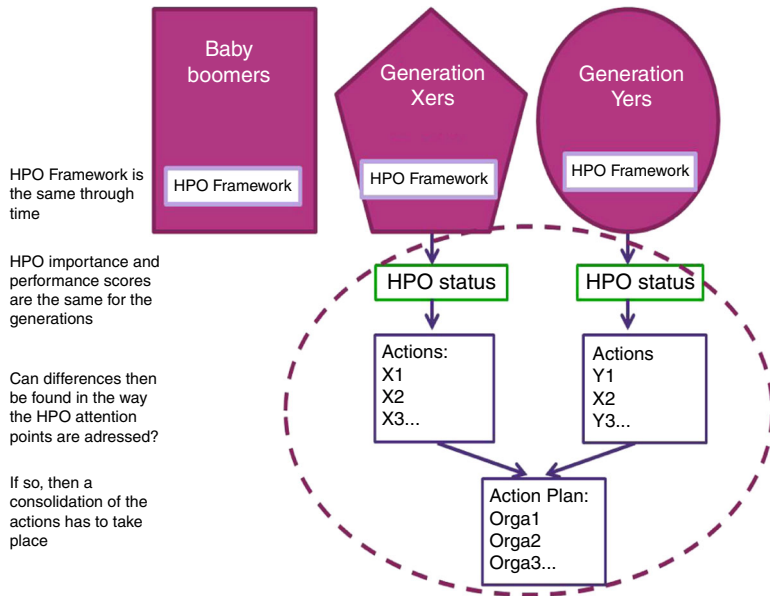 Baby
boomers
Generation
Xers
Generation
Yers
HPO Framework is
the same through
time
HPO Framework
HPO Framework
HPO Framework
HPO importance and
performance scores
are the same for the
generations
HPO status
HPO status
Can differences then
be found in the way
the HPO attention
points are adressed?
Actions:
X1
X2
X3...
Actions
Y1
X2
Y3...
If so, then a
consolidation of the
actions has to take
place
Action Plan:
Orga1
Orga2
Orga3...